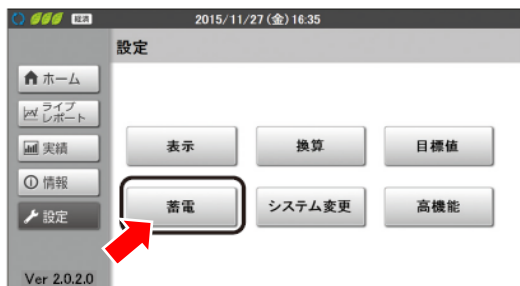 経済
2015/11/27(金)16:35
設定
ホーム
ライブ
レポート
実績
情報
設定
表示
換算
目標値
蓄電
システム変更
高機能
Ver 2.0.2.0